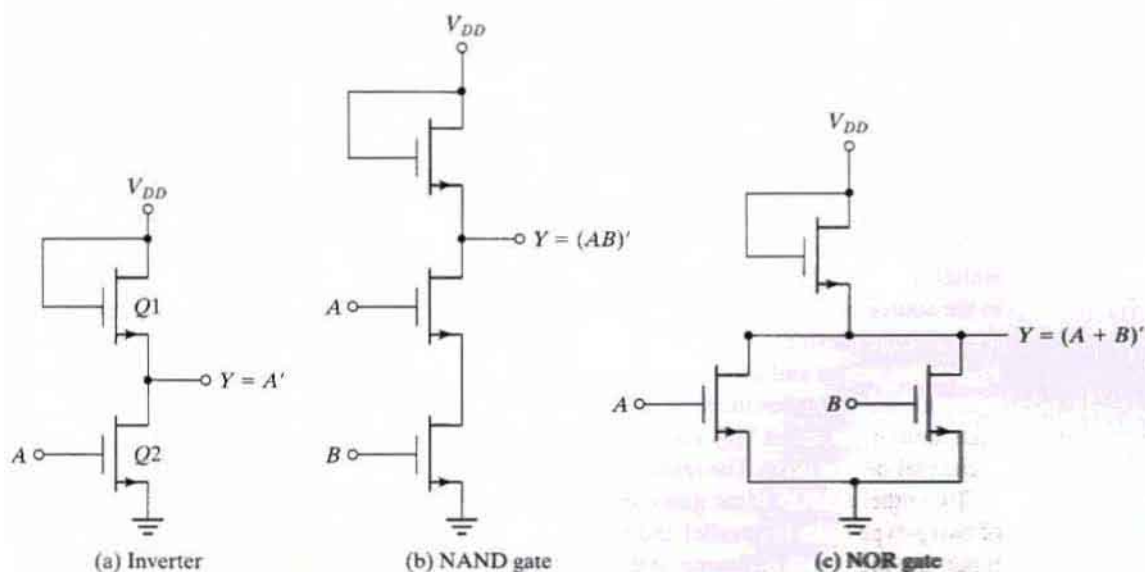 V_DD
Q1
Y = A'
A
Q2
(a) Inverter
V_DD
Y = (AB)'
A
B
(b) NAND gate
V_DD
Y = (A + B)'
A
B
(c) NOR gate